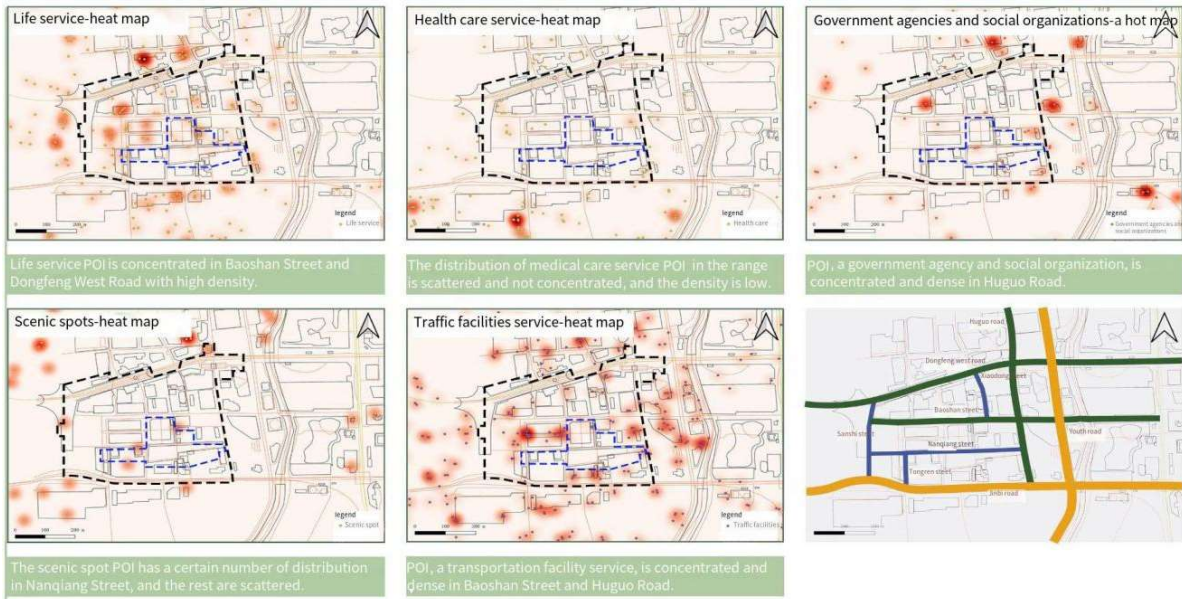 Life service-heat map
Health care service-heat map
Government agencies and social organizations-a hot map
legend
Life service
legend
Health care
legend
Government agencies and
social organizations
Life service POI is concentrated in Baoshan Street and
Dongfeng West Road with high density.
The distribution of medical care service POI in the range
is scattered and not concentrated, and the density is low.
POI, a government agency and social organization, is
concentrated and dense in Huguo Road.
Scenic spots-heat map
Traffic facilities service-heat map
legend
Scenic spot
legend
Traffic facilities
Huguo road
Dongfeng west road
Baoshan street
Youth road
Nanqiang street
Tongren street
Jinbi road
The scenic spot POI has a certain number of distribution
in Nanqiang Street, and the rest are scattered.
POI, a transportation facility service, is concentrated and
dense in Baoshan Street and Huguo Road.